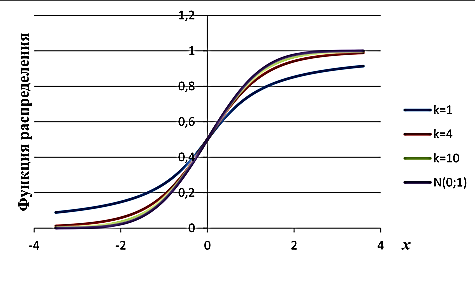 Функция распределения
1,2
1
0,8
0,6
0,4
0,2
0
-4 -2 0 2 4 x
k=1
k=4
k=10
N(0;1)